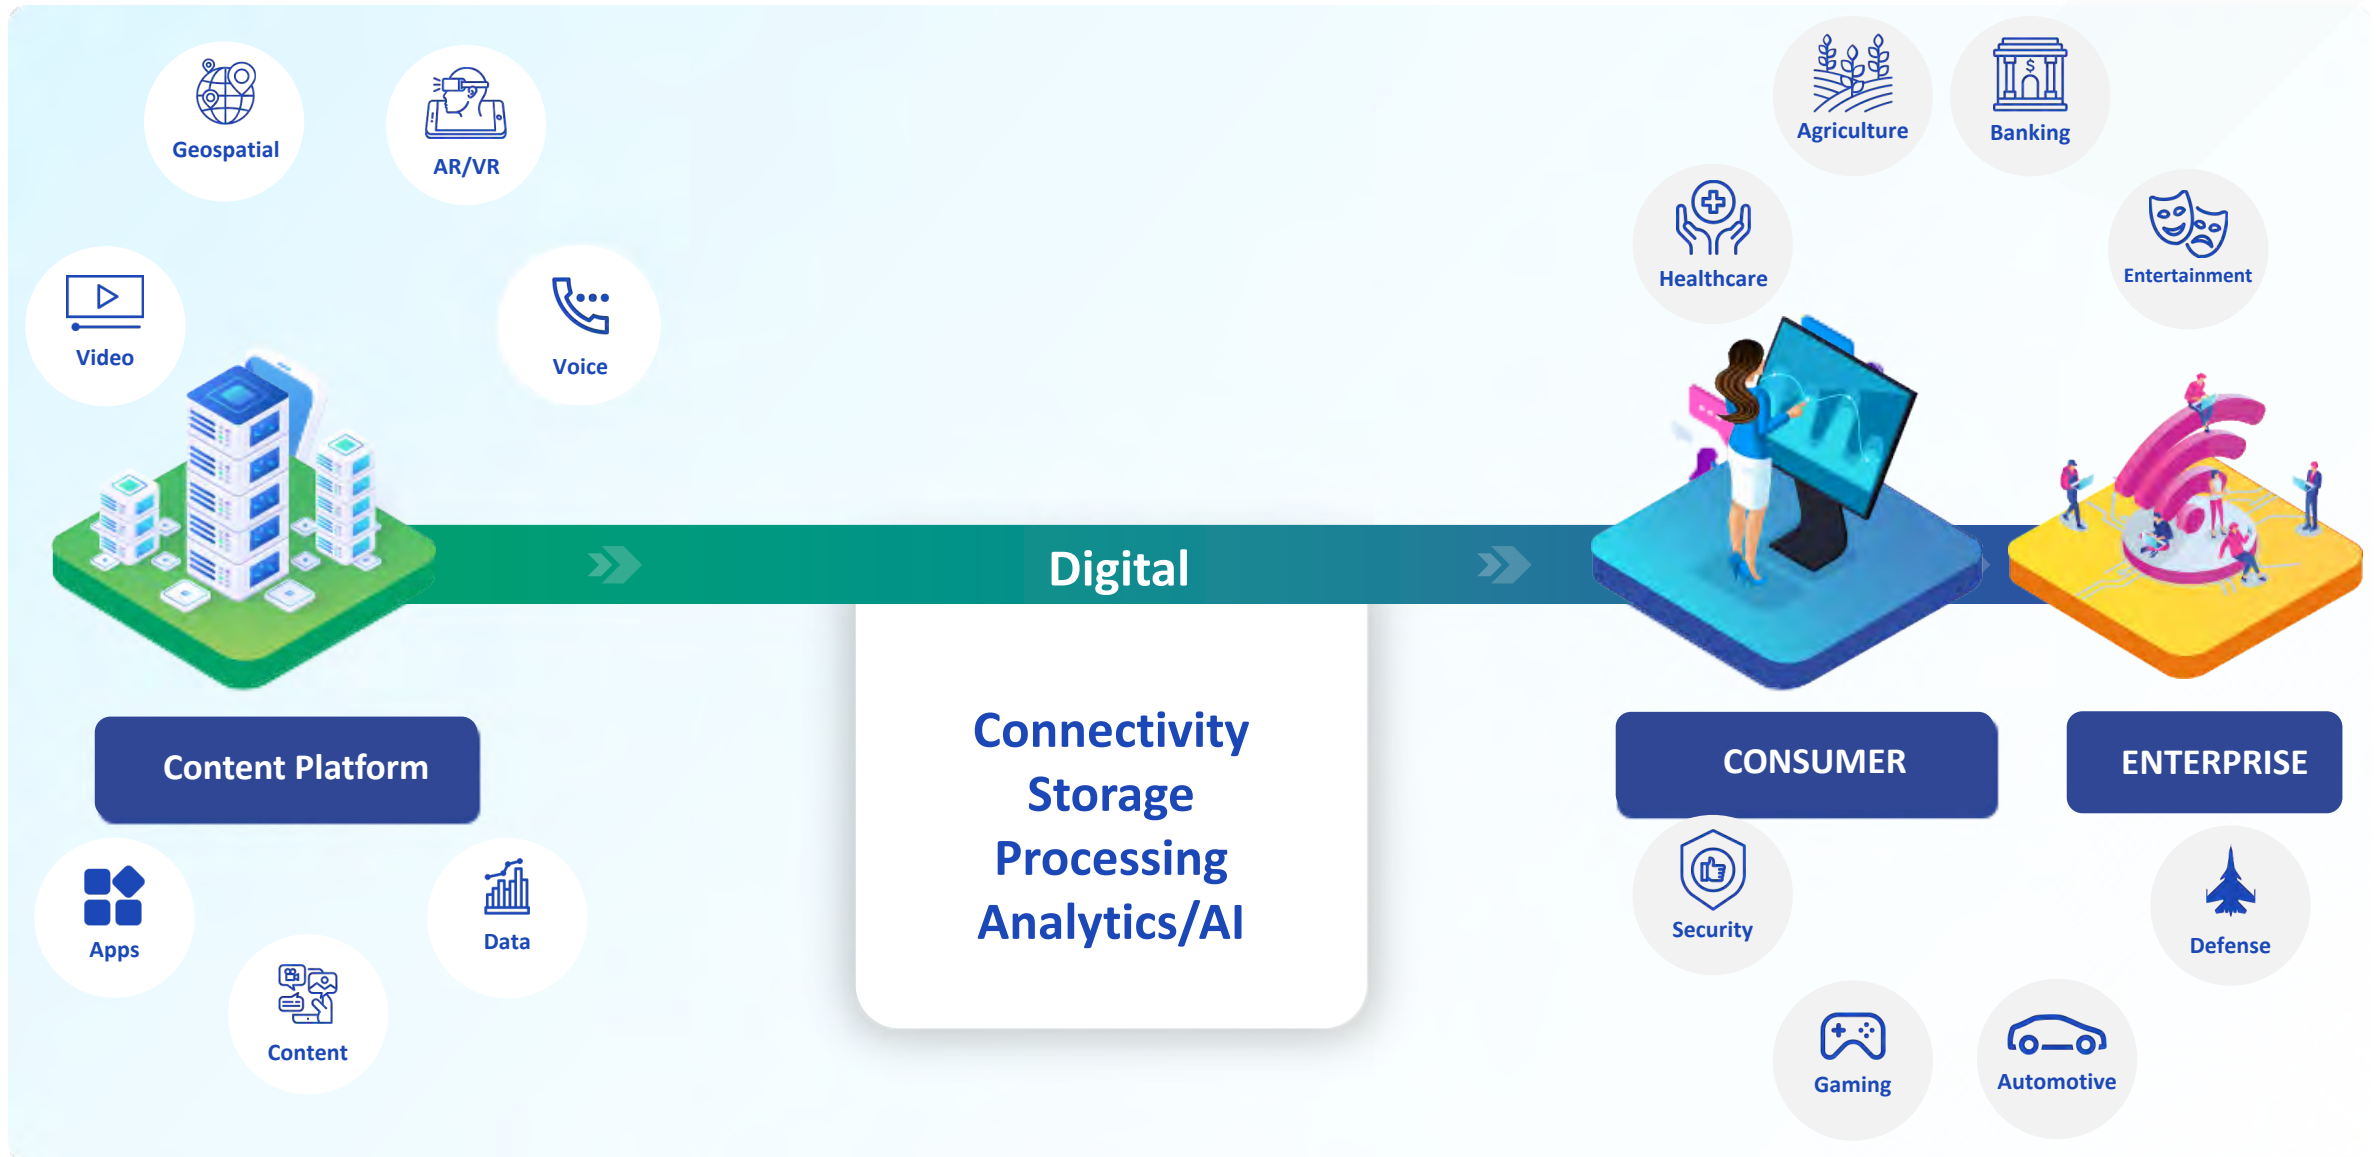 Geospatial
AR/VR
Video
Voice
Agriculture
Banking
Healthcare
Entertainment
Digital
Connectivity
Storage
Processing
Analytics/AI
Content Platform
CONSUMER
ENTERPRISE
Apps
Data
Content
Security
Defense
Gaming
Automotive